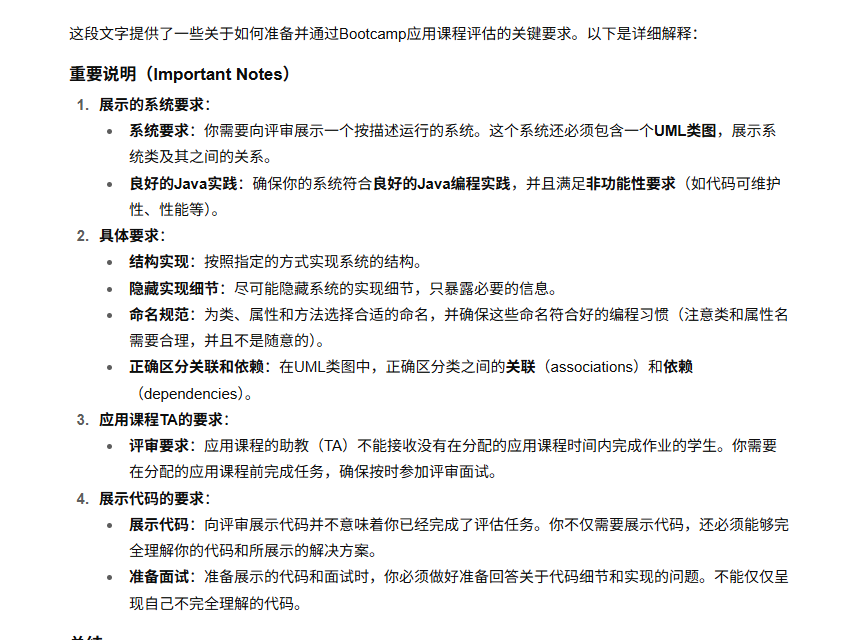 这段文字提供了一些关于如何准备并通过Bootcamp应用课程评估的关键要求。以下是详细解释：
重要说明（Important Notes）
1. 展示的系统要求：
• 系统要求：你需要向评审展示一个按描述运行的系统。这个系统还必须包含一个UML类图，展示系
统类及其之间的关系。
• 良好的Java实践：确保你的系统符合良好的Java编程实践，并且满足非功能性要求（如代码可维护
性、性能等）。
2. 具体要求：
• 结构实现：按照指定的方式实现系统的结构。
• 隐藏实现细节：尽可能隐藏系统的实现细节，只暴露必要的信息。
• 命名规范：为类、属性和方法选择合适的命名，并确保这些命名符合好的编程习惯（注意类和属性名
需要合理，并且不是随意的）。
• 正确区分关联和依赖：在UML类图中，正确区分类之间的关联（associations）和依赖
（dependencies）。
3. 应用课程TA的要求：
• 评审要求：应用课程的助教（TA）不能接收没有在分配的应用课程时间内完成作业的学生。你需要
在分配的应用课程前完成任务，确保按时参加评审面试。
4. 展示代码的要求：
• 展示代码：向评审展示代码并不意味着你已经完成了评估任务。你不仅需要展示代码，还必须能够完
全理解你的代码和所展示的解决方案。
• 准备面试：准备展示的代码和面试时，你必须做好准备回答关于代码细节和实现的问题。不能仅仅呈
现自己不完全理解的代码。